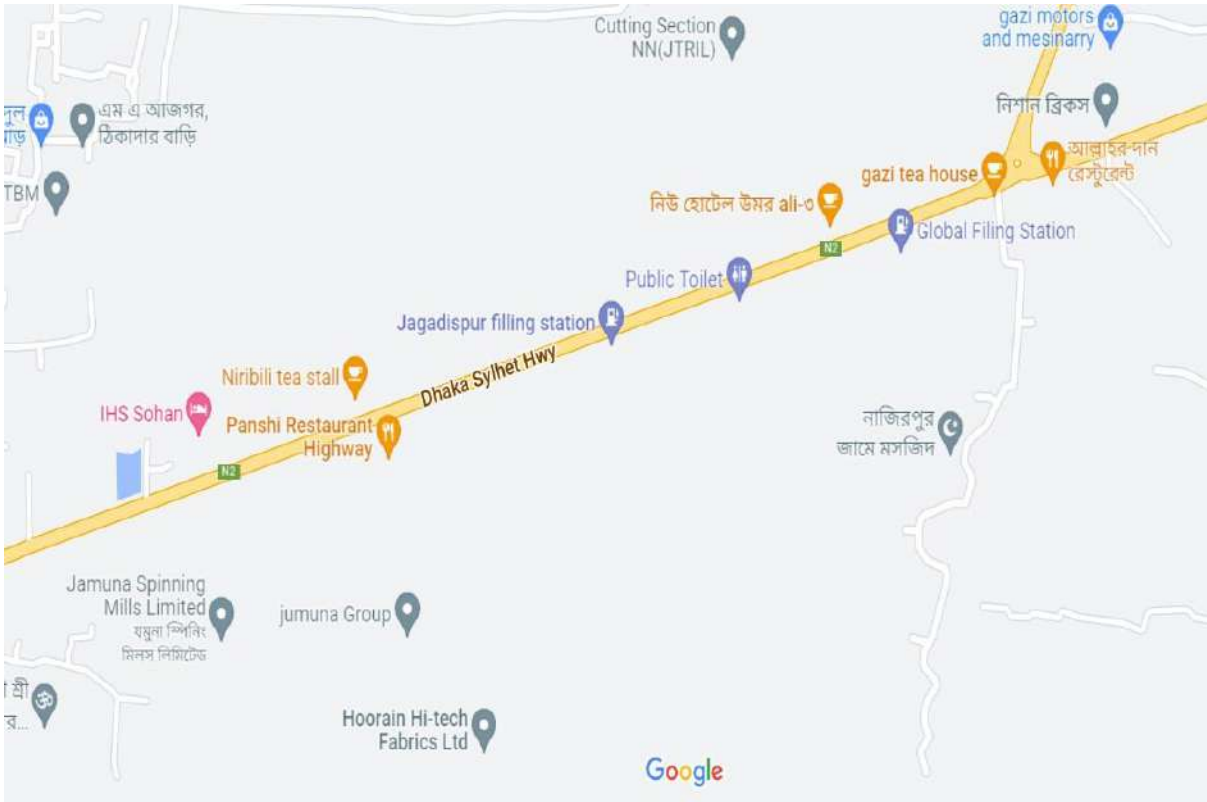 Cutting Section
NN(JTRIL)
gazi motors
and mesinarry
এম এ আজগর,
ঠিকাদার বাড়ি
নিশান ব্রিকস
আল্লাহর দান
রেস্টুরেন্ট
gazi tea house
TBM
নিউ হোটেল উমর ali-৩
Global Filing Station
N2
Public Toilet
Jagadispur filling station
Dhaka Sylhet Hwy
Niribili tea stall
IHS Sohan
Panshi Restaurant
Highway
নাজিরপুর
জামে মসজিদ
N2
Jamuna Spinning
Mills Limited
যমুনা স্পিনিং
মিলস লিমিটেড
jumuna Group
শ্রী
Hoorain Hi-tech
Fabrics Ltd
Google